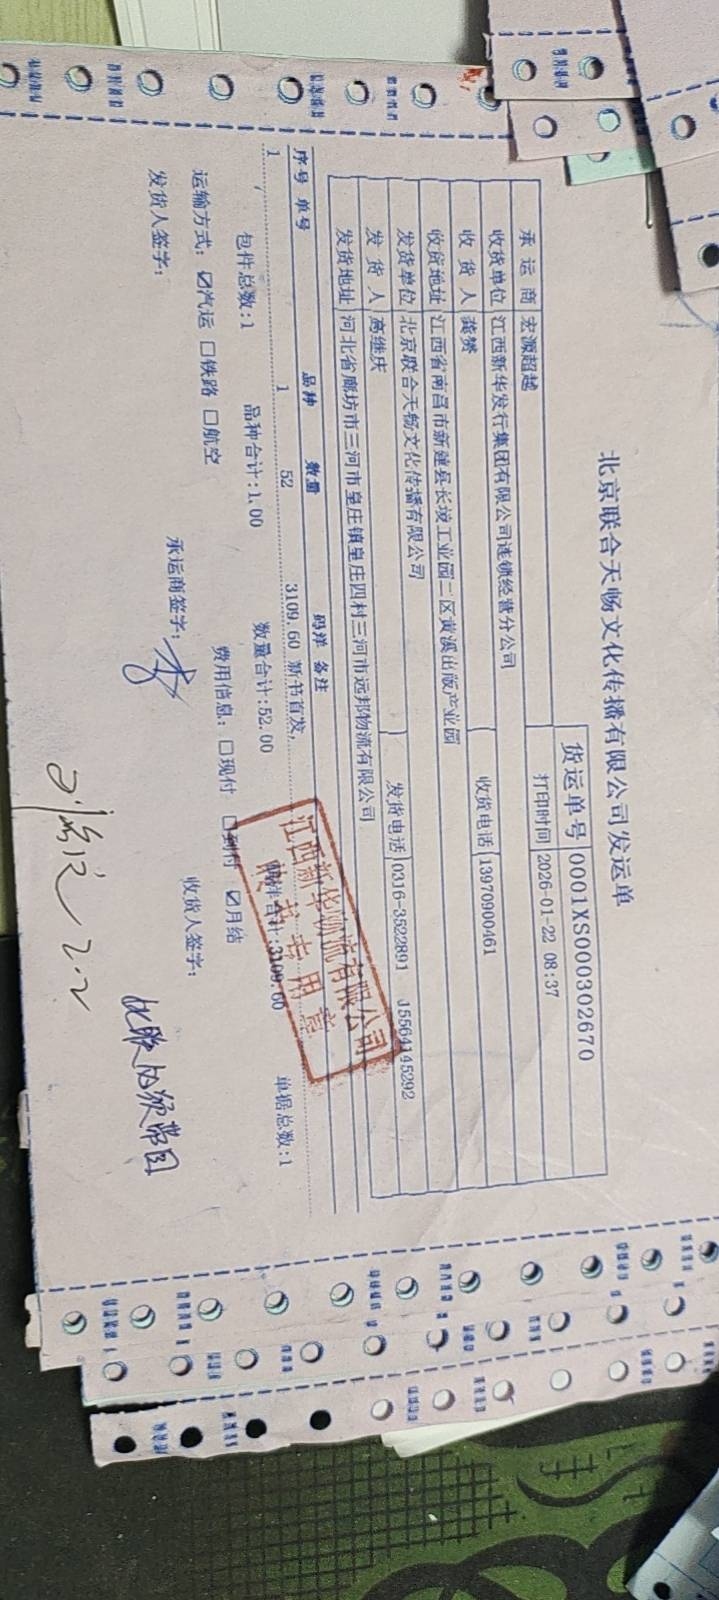 北京联合天畅文化传播有限公司发运单
货运单号 0001XS000302670
承运商 宏源超越 打印时间 2026-01-22 08:37
收货单位 江西新华发行集团有限公司连锁经营分公司
收货人 龚赟 收货电话 13970900461
收货地址 江西省南昌市新建县长堎工业园二区黄溪出版产业园
发货单位 北京联合天畅文化传播有限公司
发货人 高继庆 发货电话 0316-3522891 15564145292
发货地址 河北省廊坊市三河市皇庄镇皇庄四村三河市远邦物流有限公司
序号 单号 品种 数量 码洋 备注
1 1 52 3109.60 新书首发,
包件总数:1 品种合计:1.00 数量合计:52.00 码洋合计:3109.60 单据总数:1
运输方式: ☑汽运 ☐铁路 ☐航空 费用信息: ☐现付 ☐到付 ☑月结
发货人签字: 承运商签字: 收货人签字:
江西新华物流有限公司
收书专用章
此联必须带回
2.2